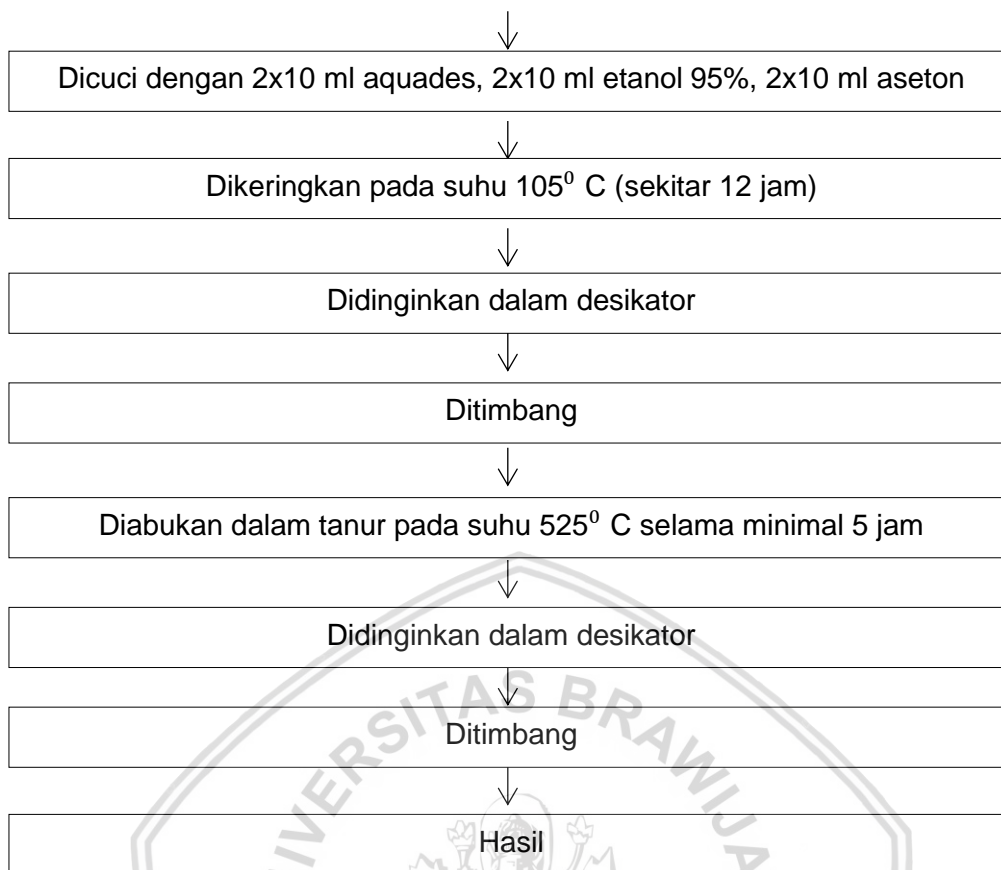 Dicuci dengan 2x10 ml aquades, 2x10 ml etanol 95%, 2x10 ml aseton
Dikeringkan pada suhu 105⁰ C (sekitar 12 jam)
Didinginkan dalam desikator
Ditimbang
Diabukan dalam tanur pada suhu 525⁰ C selama minimal 5 jam
Didinginkan dalam desikator
Ditimbang
Hasil